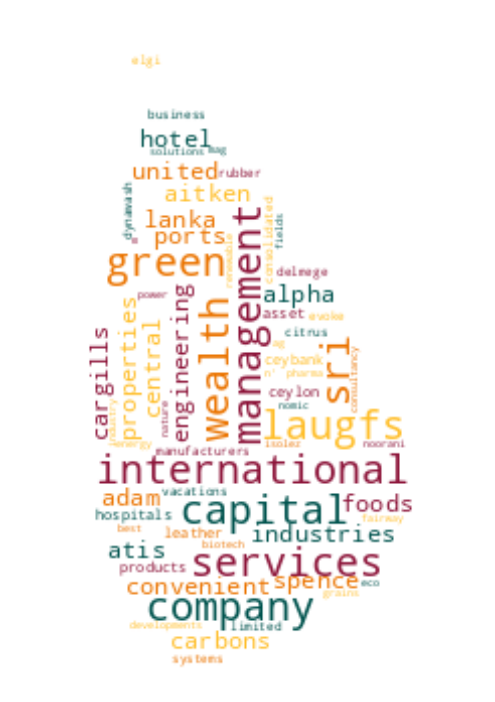 elgi
business
hotel
solutions mag
united rubber
aitken
dynawash
lanka
management
consolidated
fields
ports
renewable
green
delmege
power
alpha
engineering
properties
wealth
asset evoke
central
cargills
citrus
sri
ag
ceybank
consultancy
n' pharma
ceylon
nature
nomic
industry
laugfs
energy
isolez
noorani
manufacturers
international
vacations
adam
capital
foods
hospitals
fairway
best
leather
industries
biotech
atis
services
products
spence
eco
convenient
grains
company
developments
limited
carbons
systems